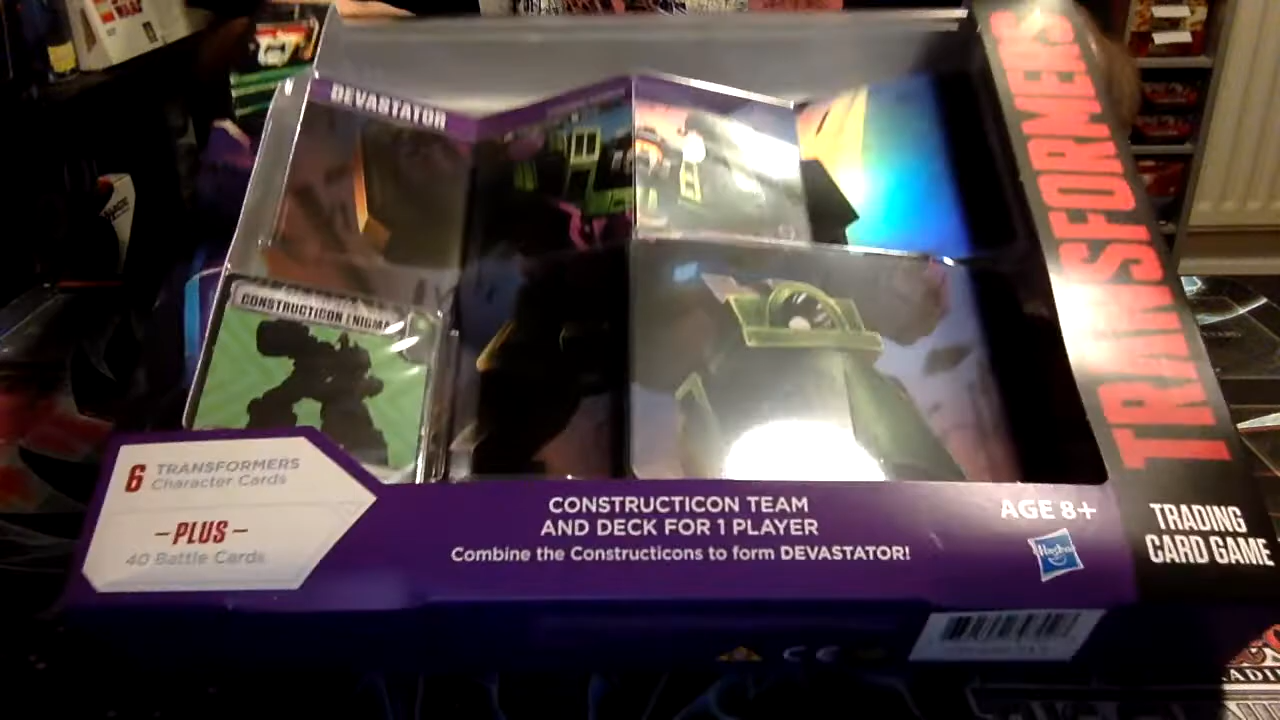 DEVASTATOR
CONSTRUCTICON ENIGMA
6 TRANSFORMERS
Character Cards
-PLUS-
40 Battle Cards
CONSTRUCTICON TEAM
AND DECK FOR 1 PLAYER
Combine the Constructicons to form DEVASTATOR!
AGE 8+
Hasbro
TRANSFORMERS
TRADING
CARD GAME
CE